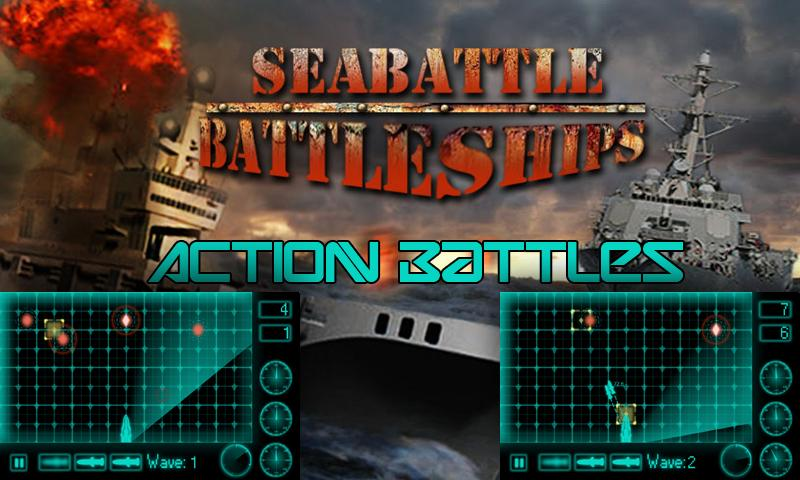 SEABATTLE
BATTLESHIPS
ACTION BATTLES
4
1
Wave: 1
7
6
Wave:2